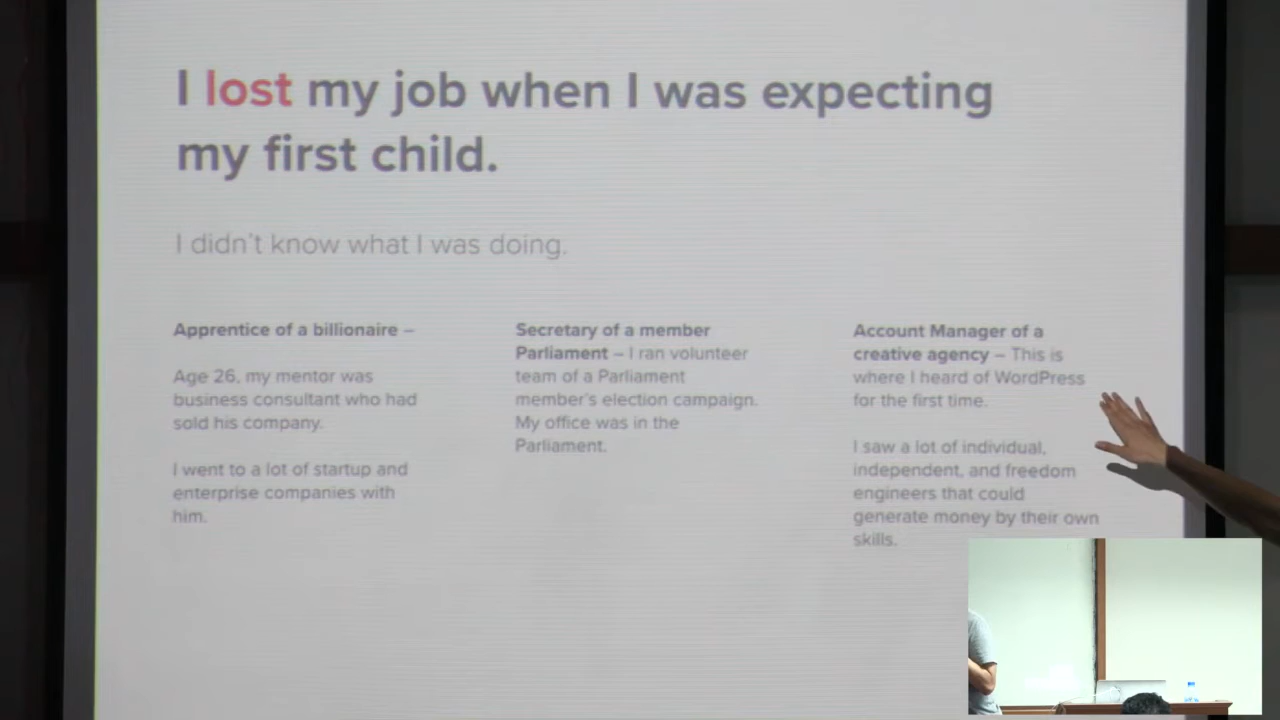 I lost my job when I was expecting
my first child.
I didn't know what I was doing.
Apprentice of a billionaire –
Age 26, my mentor was
business consultant who had
sold his company.
I went to a lot of startup and
enterprise companies with
him.
Secretary of a member
Parliament – I ran volunteer
team of a Parliament
member's election campaign.
My office was in the
Parliament.
Account Manager of a
creative agency – This is
where I heard of WordPress
for the first time.
I saw a lot of individual,
independent, and freedom
engineers that could
generate money by their own
skills.